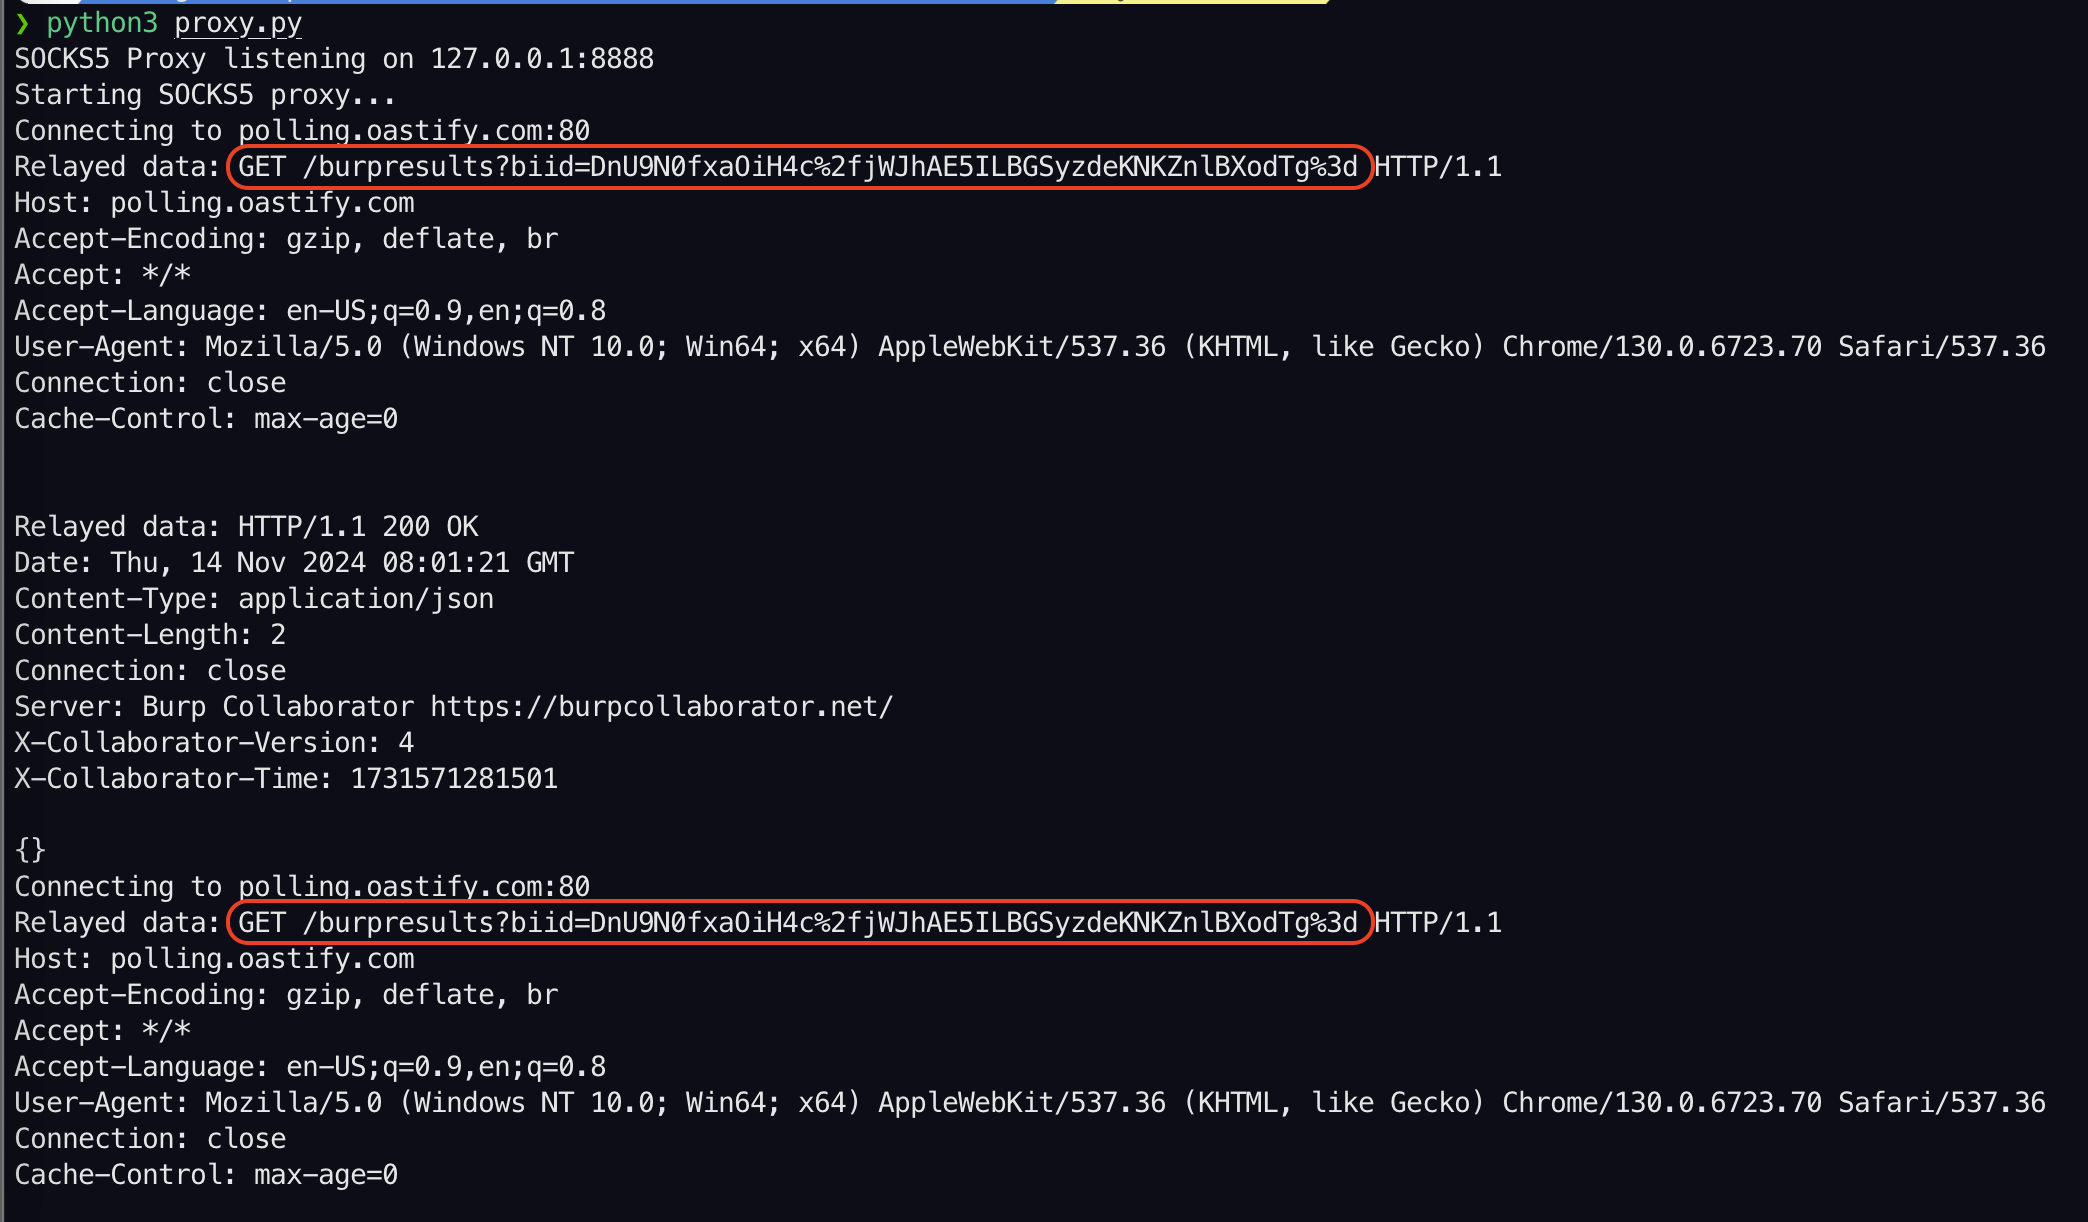 ❯ python3 proxy.py
SOCKS5 Proxy listening on 127.0.0.1:8888
Starting SOCKS5 proxy...
Connecting to polling.oastify.com:80
Relayed data: GET /burpresults?biid=DnU9N0fxaOiH4c%2fjWJhAE5ILBGSyzdeKNKZnlBXodTg%3d HTTP/1.1
Host: polling.oastify.com
Accept-Encoding: gzip, deflate, br
Accept: */*
Accept-Language: en-US;q=0.9,en;q=0.8
User-Agent: Mozilla/5.0 (Windows NT 10.0; Win64; x64) AppleWebKit/537.36 (KHTML, like Gecko) Chrome/130.0.6723.70 Safari/537.36
Connection: close
Cache-Control: max-age=0
Relayed data: HTTP/1.1 200 OK
Date: Thu, 14 Nov 2024 08:01:21 GMT
Content-Type: application/json
Content-Length: 2
Connection: close
Server: Burp Collaborator https://burpcollaborator.net/
X-Collaborator-Version: 4
X-Collaborator-Time: 1731571281501
{}
Connecting to polling.oastify.com:80
Relayed data: GET /burpresults?biid=DnU9N0fxaOiH4c%2fjWJhAE5ILBGSyzdeKNKZnlBXodTg%3d HTTP/1.1
Host: polling.oastify.com
Accept-Encoding: gzip, deflate, br
Accept: */*
Accept-Language: en-US;q=0.9,en;q=0.8
User-Agent: Mozilla/5.0 (Windows NT 10.0; Win64; x64) AppleWebKit/537.36 (KHTML, like Gecko) Chrome/130.0.6723.70 Safari/537.36
Connection: close
Cache-Control: max-age=0